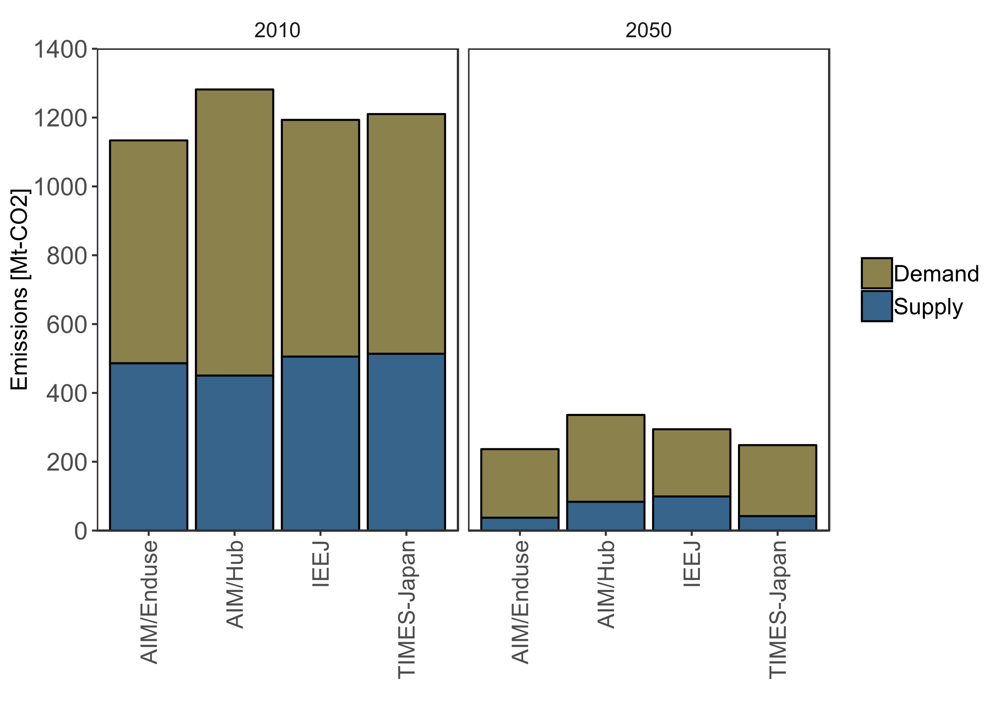 2010
2050
1400
1200
1000
800
600
400
200
0
Emissions [Mt-CO2]
AIM/Enduse
AIM/Hub
IEEJ
TIMES-Japan
AIM/Enduse
AIM/Hub
IEEJ
TIMES-Japan
Demand
Supply